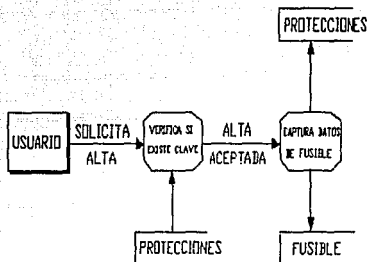 PROTECCIONES
USUARIO
SOLICITA
ALTA
VERIFICA SI
EXISTE CLAVE
ALTA
ACEPTADA
CAPTURA DATOS
DE FUSIBLE
PROTECCIONES
FUSIBLE